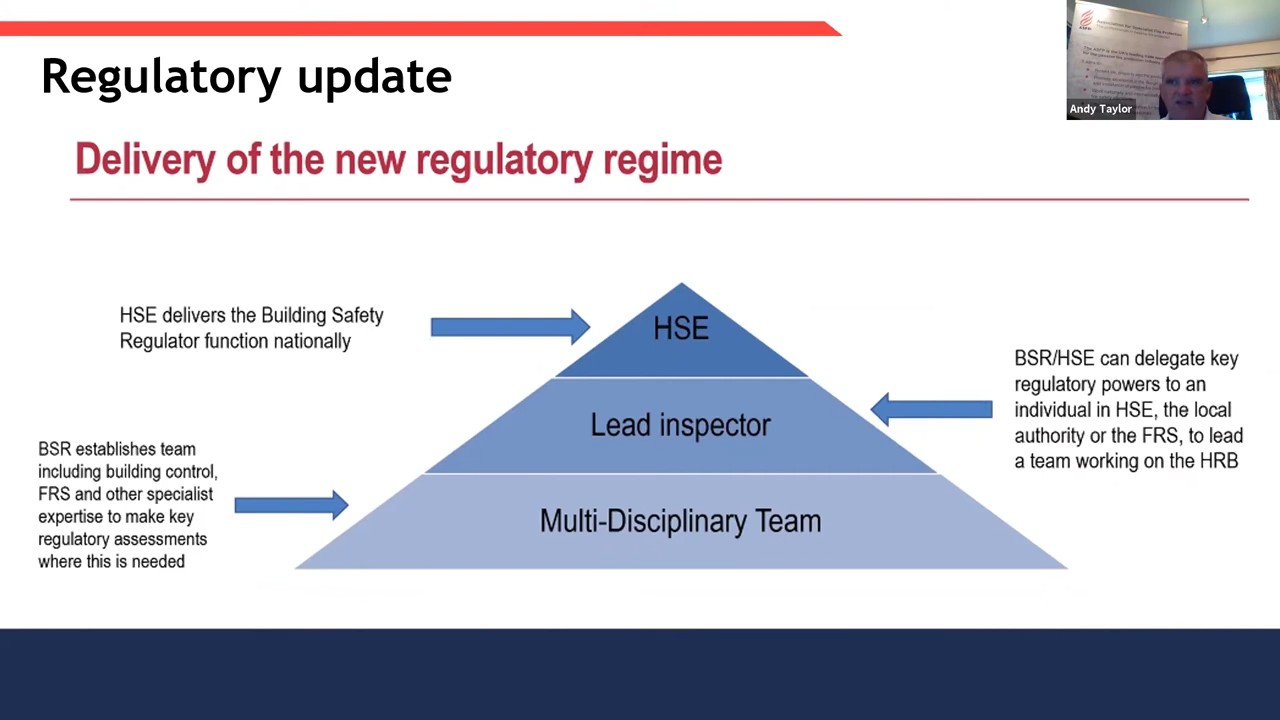 Regulatory update
Andy Taylor
Delivery of the new regulatory regime
HSE delivers the Building Safety
Regulator function nationally
HSE
BSR/HSE can delegate key
regulatory powers to an
individual in HSE, the local
authority or the FRS, to lead
a team working on the HRB
Lead inspector
BSR establishes team
including building control,
FRS and other specialist
expertise to make key
regulatory assessments
where this is needed
Multi-Disciplinary Team